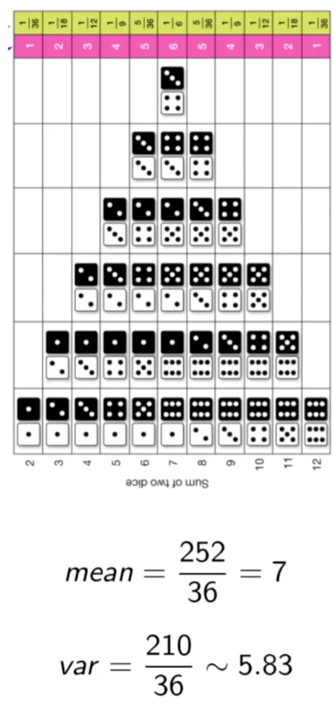 1/36 1/18 1/12 1/9 5/36 1/6 5/36 1/9 1/12 1/18 1/36
1 2 3 4 5 6 5 4 3 2 1
2 3 4 5 6 7 8 9 10 11 12
Sum of two dice
mean = 252/36 = 7
var = 210/36 ~ 5.83